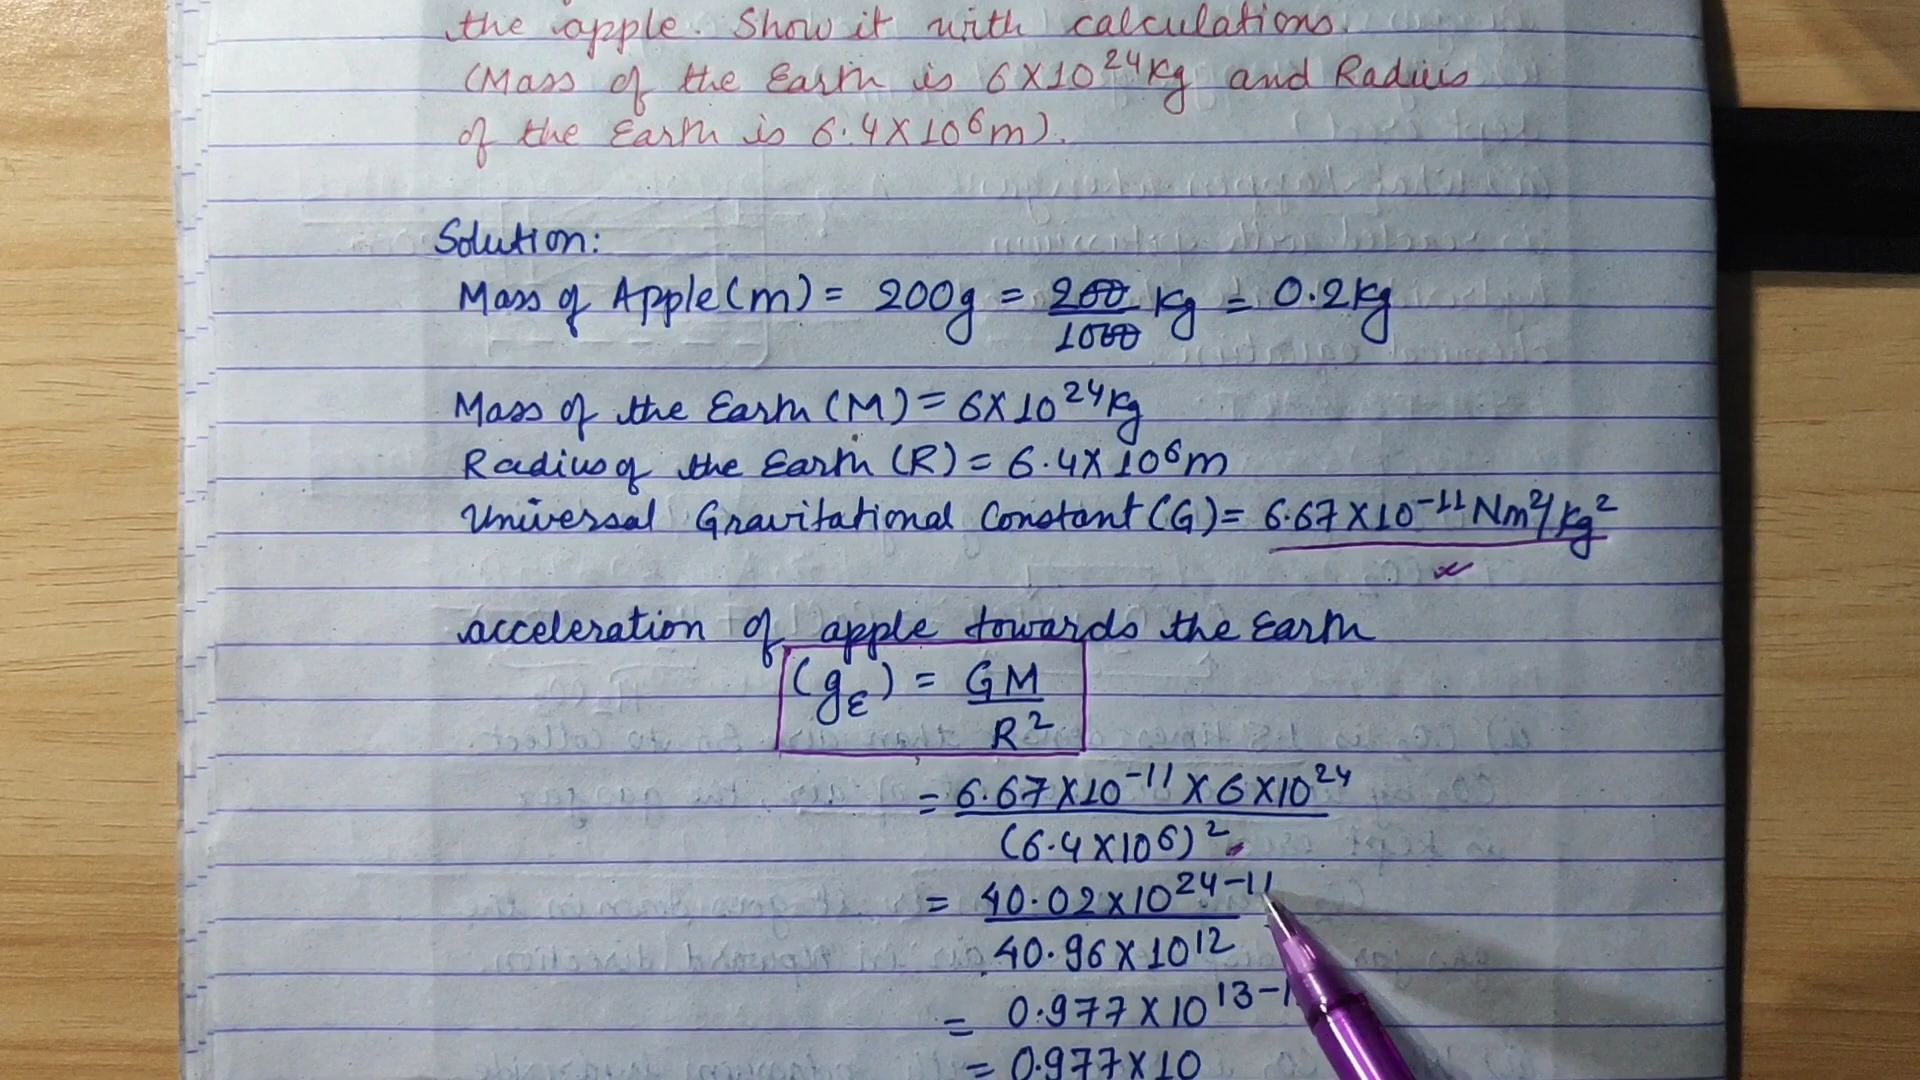 the apple. Show it with calculations.
(Mass of the Earth is 6×10²⁴kg and Radius
of the Earth is 6.4×10⁶m).
Solution:
Mass of Apple(m) = 200g = 200/1000 kg = 0.2kg
Mass of the Earth (M) = 6×10²⁴kg
Radius of the Earth (R) = 6.4×10⁶m
Universal Gravitational Constant (G) = 6.67×10⁻¹¹Nm²/kg²
acceleration of apple towards the Earth
(gE) = GM/R²
= 6.67×10⁻¹¹×6×10²⁴/(6.4×10⁶)²
= 40.02×10²⁴⁻¹¹/40.96×10¹²
= 0.977×10¹³⁻¹
= 0.977×10